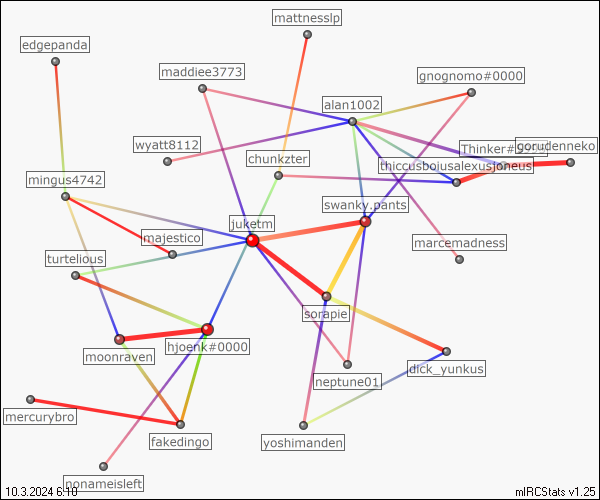 mattnesslp
edgepanda
maddiee3773
gnognomo#0000
alan1002
wyatt8112
chunkzter
Thinker#
gorudenneko
thiccusboiusalexusjoneus
mingus4742
swanky.pants
juketm
majestico
marcemadness
turtelious
sorapie
hjoenk#0000
moonraven
dick_yunkus
neptune01
mercurybro
fakedingo
yoshimanden
nonameisleft
10.3.2024 6:10
mIRCStats v1.25